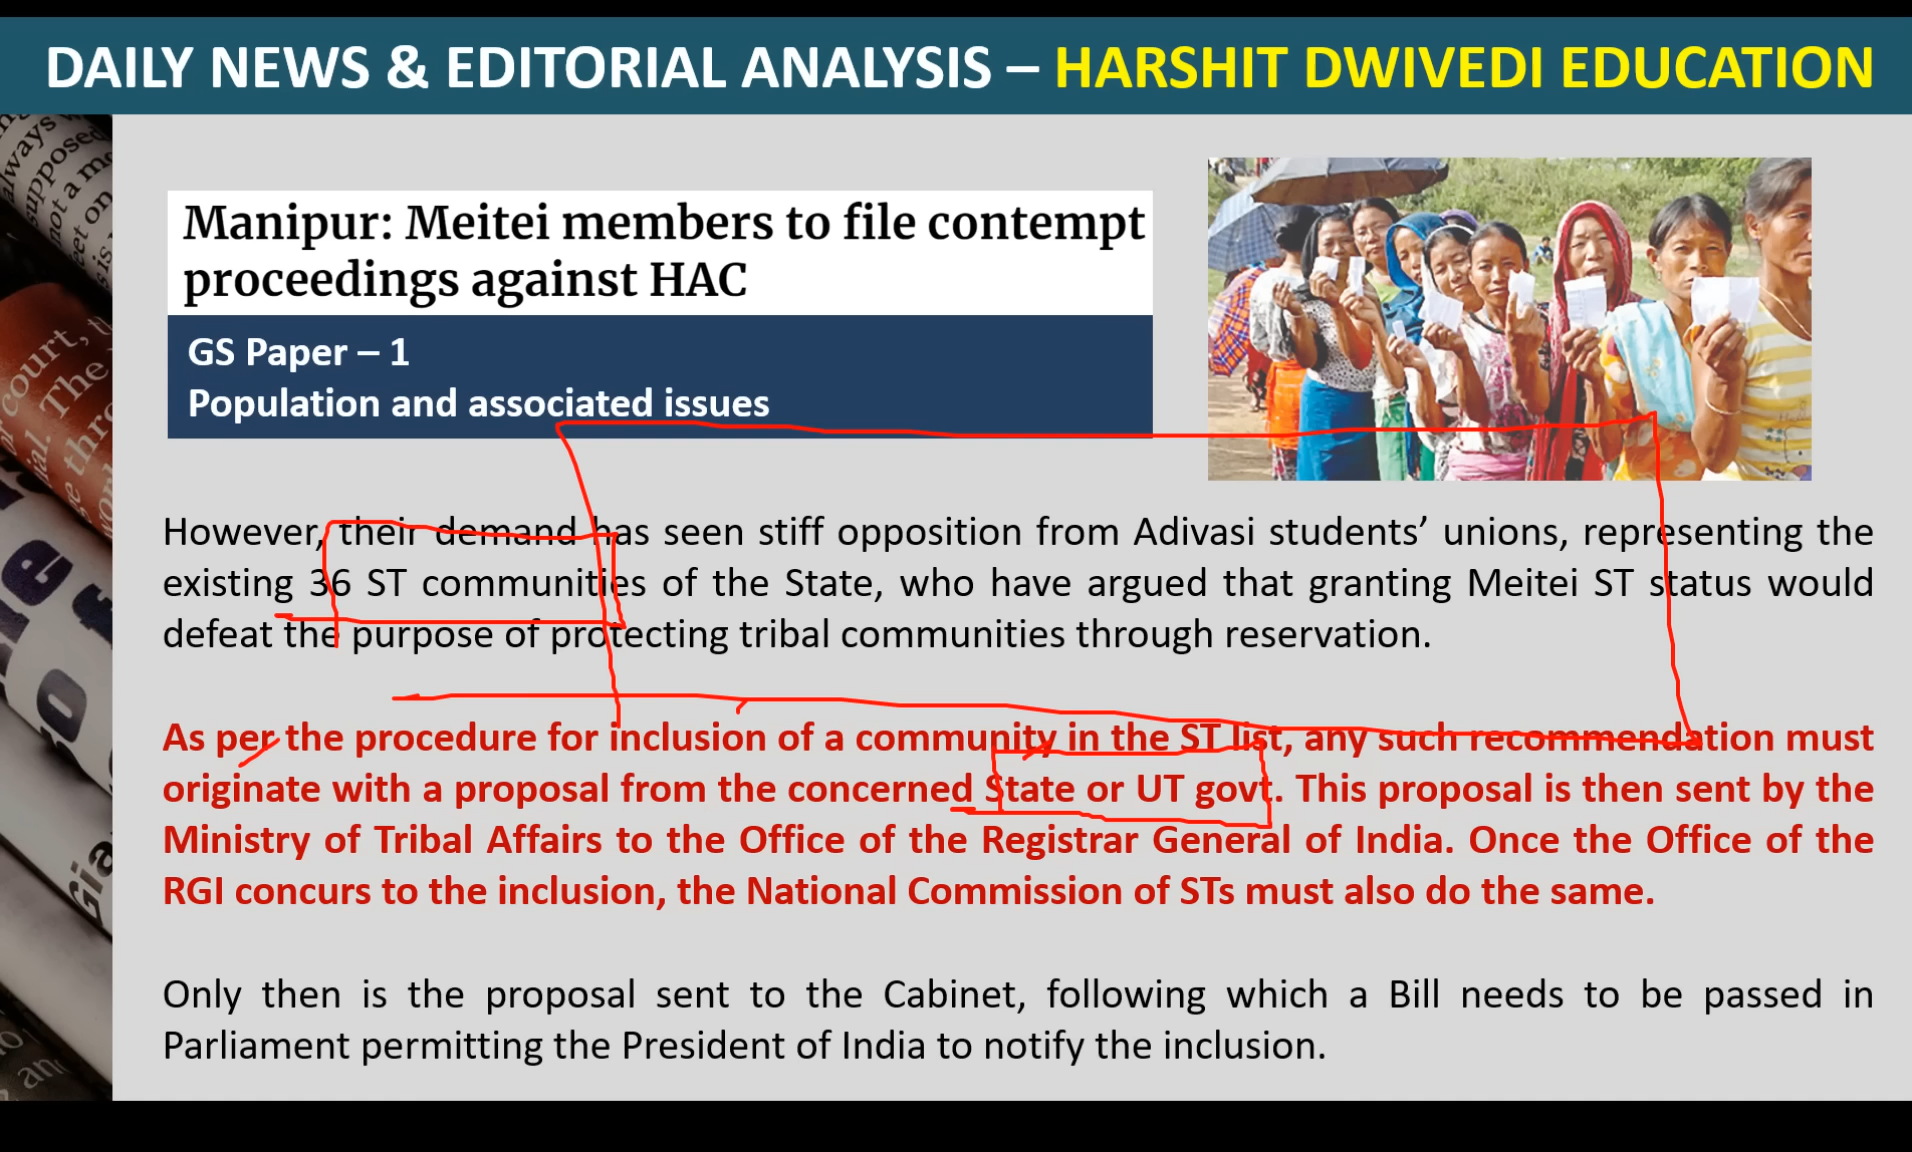 DAILY NEWS & EDITORIAL ANALYSIS – HARSHIT DWIVEDI EDUCATION
Manipur: Meitei members to file contempt
proceedings against HAC
GS Paper – 1
Population and associated issues
However, their demand has seen stiff opposition from Adivasi students’ unions, representing the
existing 36 ST communities of the State, who have argued that granting Meitei ST status would
defeat the purpose of protecting tribal communities through reservation.
As per the procedure for inclusion of a community in the ST list, any such recommendation must
originate with a proposal from the concerned State or UT govt. This proposal is then sent by the
Ministry of Tribal Affairs to the Office of the Registrar General of India. Once the Office of the
RGI concurs to the inclusion, the National Commission of STs must also do the same.
Only then is the proposal sent to the Cabinet, following which a Bill needs to be passed in
Parliament permitting the President of India to notify the inclusion.